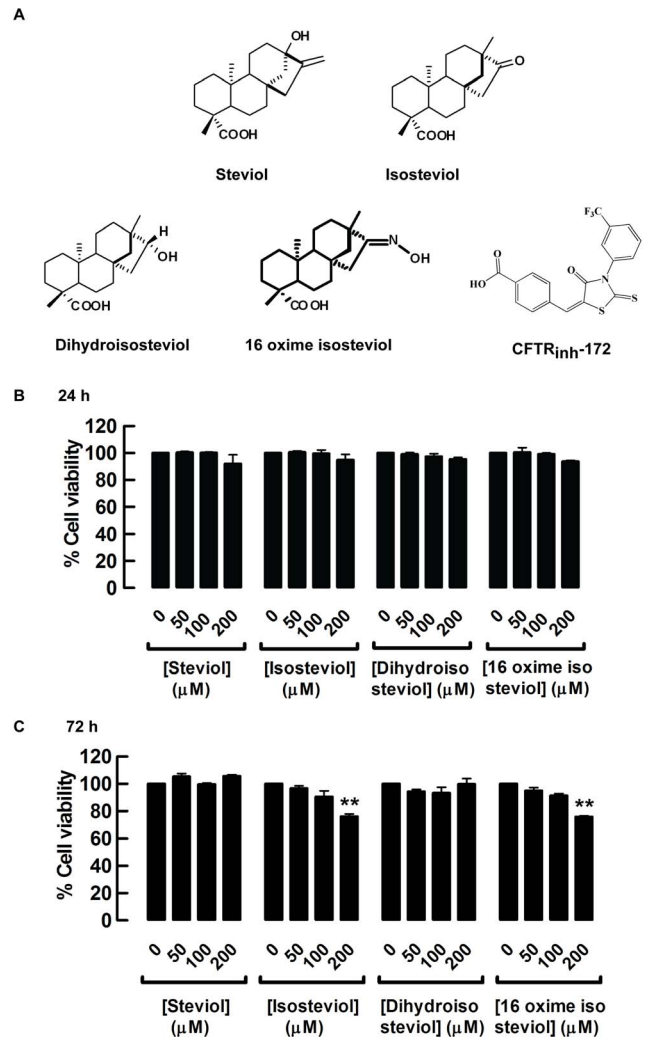 A
OH
COOH
Steviol
O
COOH
Isosteviol
H
OH
COOH
Dihydroisosteviol
N
OH
COOH
16 oxime isosteviol
F3C
O
HO
O
N
S
S
CFTRinh-172
B 24 h
% Cell viability
120
100
80
60
40
20
0
0 50 100 200 0 50 100 200 0 50 100 200 0 50 100 200
[Steviol] (μM)
[Isosteviol] (μM)
[Dihydroiso steviol] (μM)
[16 oxime iso steviol] (μM)
C 72 h
% Cell viability
120
100
80
60
40
20
0
** **
0 50 100 200 0 50 100 200 0 50 100 200 0 50 100 200
[Steviol] (μM)
[Isosteviol] (μM)
[Dihydroiso steviol] (μM)
[16 oxime iso steviol] (μM)